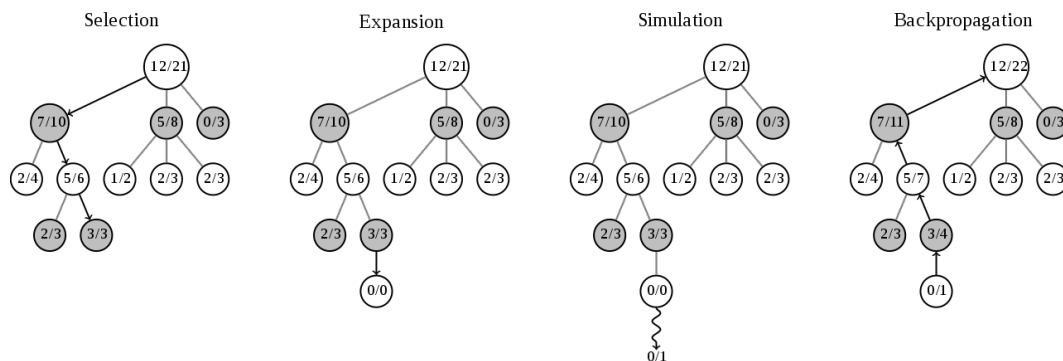 Selection Expansion Simulation Backpropagation
12/21 12/21 12/21 12/22
7/10 5/8 0/3 7/10 5/8 0/3 7/10 5/8 0/3 7/11 5/8 0/3
2/4 5/6 1/2 2/3 2/3 2/4 5/6 1/2 2/3 2/3 2/4 5/6 1/2 2/3 2/3 2/4 5/7 1/2 2/3 2/3
2/3 3/3 2/3 3/3 2/3 3/3 2/3 3/4
0/0 0/0 0/1
0/1